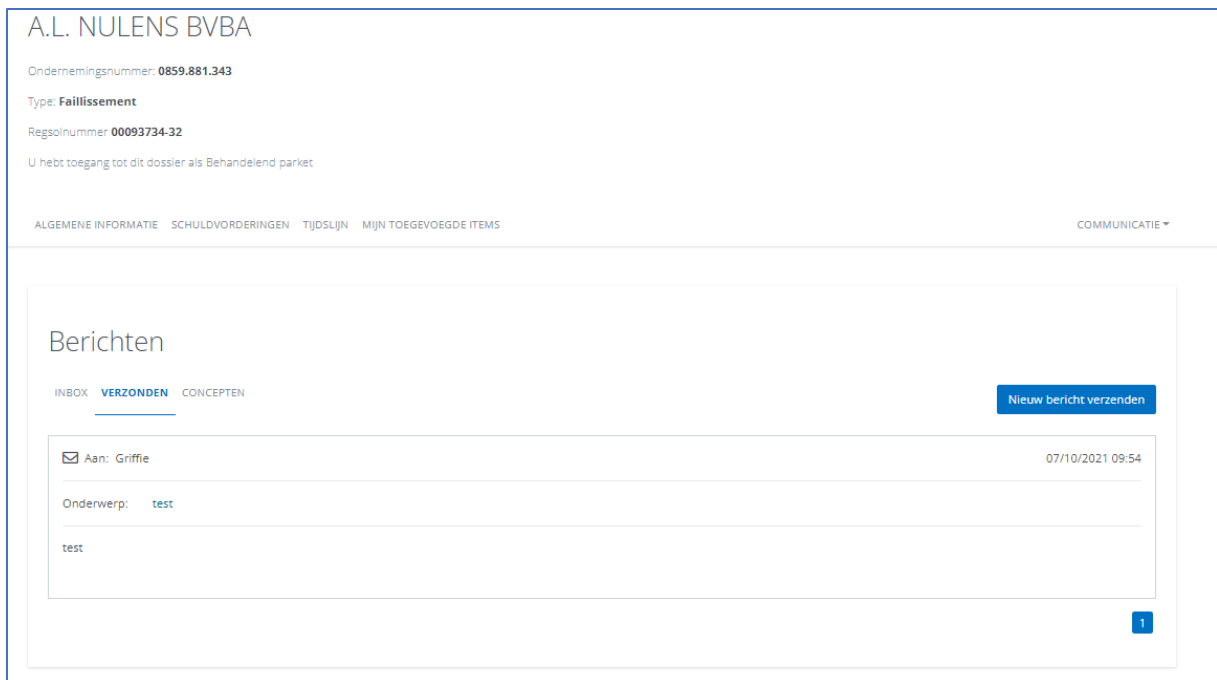 A.L. NULENS BVBA
Ondernemingsnummer: 0859.881.343
Type: Faillissement
Regsolnummer 00093734-32
U hebt toegang tot dit dossier als Behandelend parket
ALGEMENE INFORMATIE SCHULDVORDERINGEN TIJDSLIJN MIJN TOEGEVOEGDE ITEMS COMMUNICATIE
Berichten
INBOX VERZONDEN CONCEPTEN Nieuw bericht verzenden
Aan: Griffie 07/10/2021 09:54
Onderwerp: test
test
1